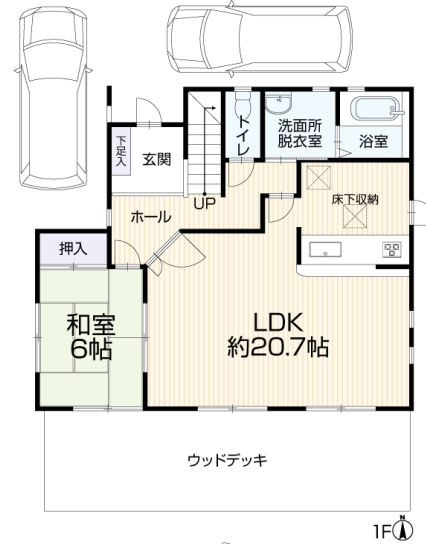 トイレ
洗面所
脱衣室
浴室
下足入
玄関
UP
床下収納
ホール
押入
和室
6帖
LDK
約20.7帖
ウッドデッキ
1F